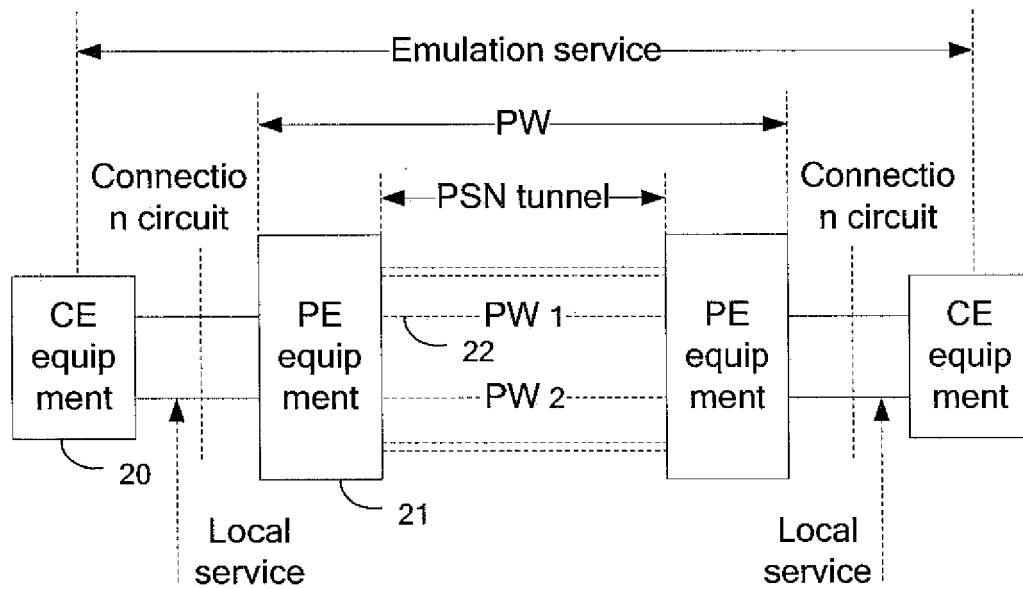 Emulation service
PW
Connectio
n circuit
PSN tunnel
Connectio
n circuit
CE
equip
ment
PE
equip
ment
PW 1
22
PW 2
PE
equip
ment
CE
equip
ment
20
21
Local
service
Local
service